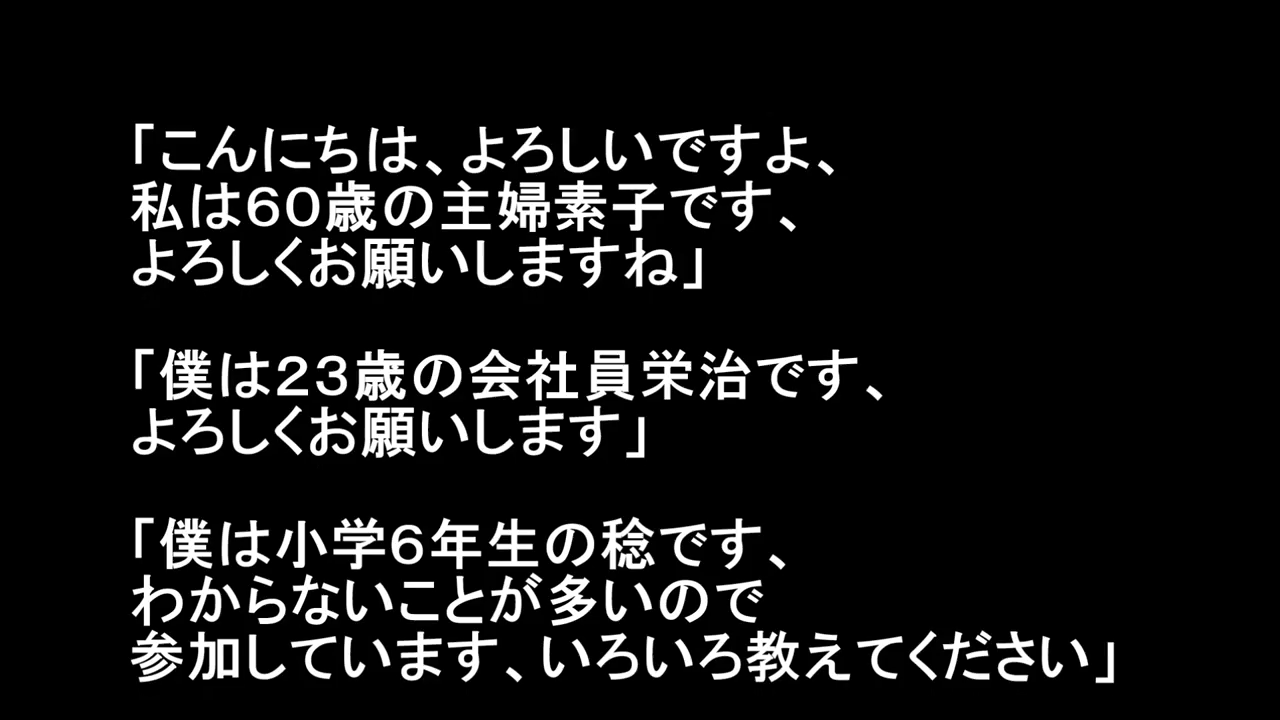 「こんにちは、よろしいですよ、
私は６０歳の主婦素子です、
よろしくお願いしますね」
「僕は２３歳の会社員栄治です、
よろしくお願いします」
「僕は小学６年生の稔です、
わからないことが多いので
参加しています、いろいろ教えてください」